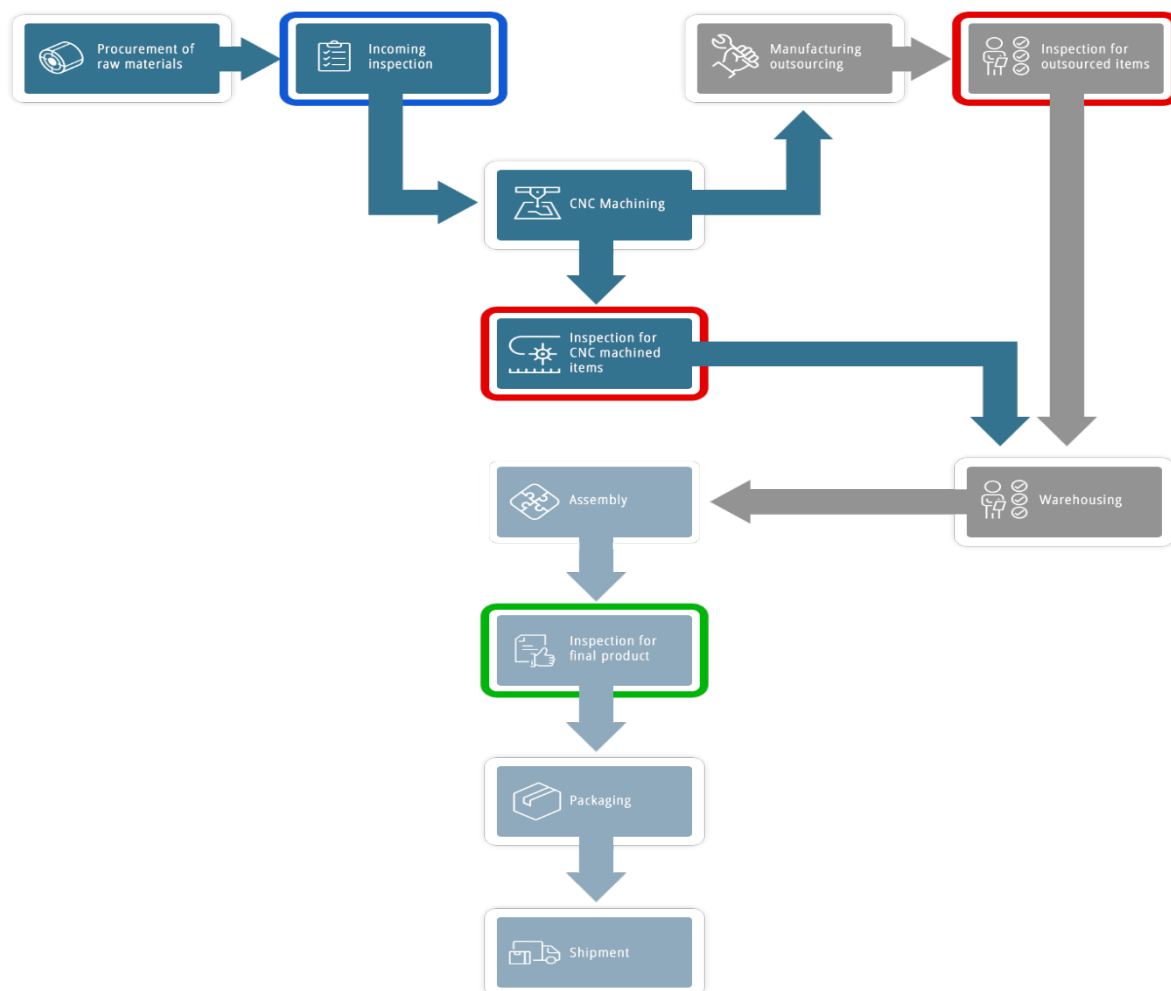 Procurement of
raw materials
Incoming
inspection
Manufacturing
outsourcing
Inspection for
outsourced items
CNC Machining
Inspection for
CNC machined
items
Assembly
Warehousing
Inspection for
final product
Packaging
Shipment